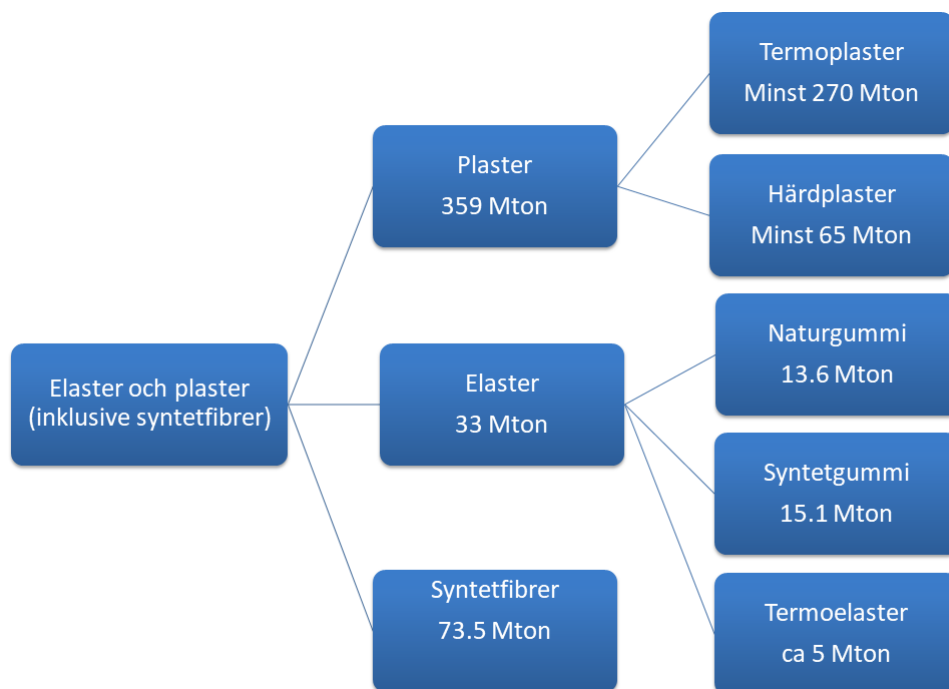 Elaster och plaster
(inklusive syntetfibrer)
Plaster
359 Mton
Termoplaster
Minst 270 Mton
Härdplaster
Minst 65 Mton
Elaster
33 Mton
Naturgummi
13.6 Mton
Syntetgummi
15.1 Mton
Termoelaster
ca 5 Mton
Syntetfibrer
73.5 Mton